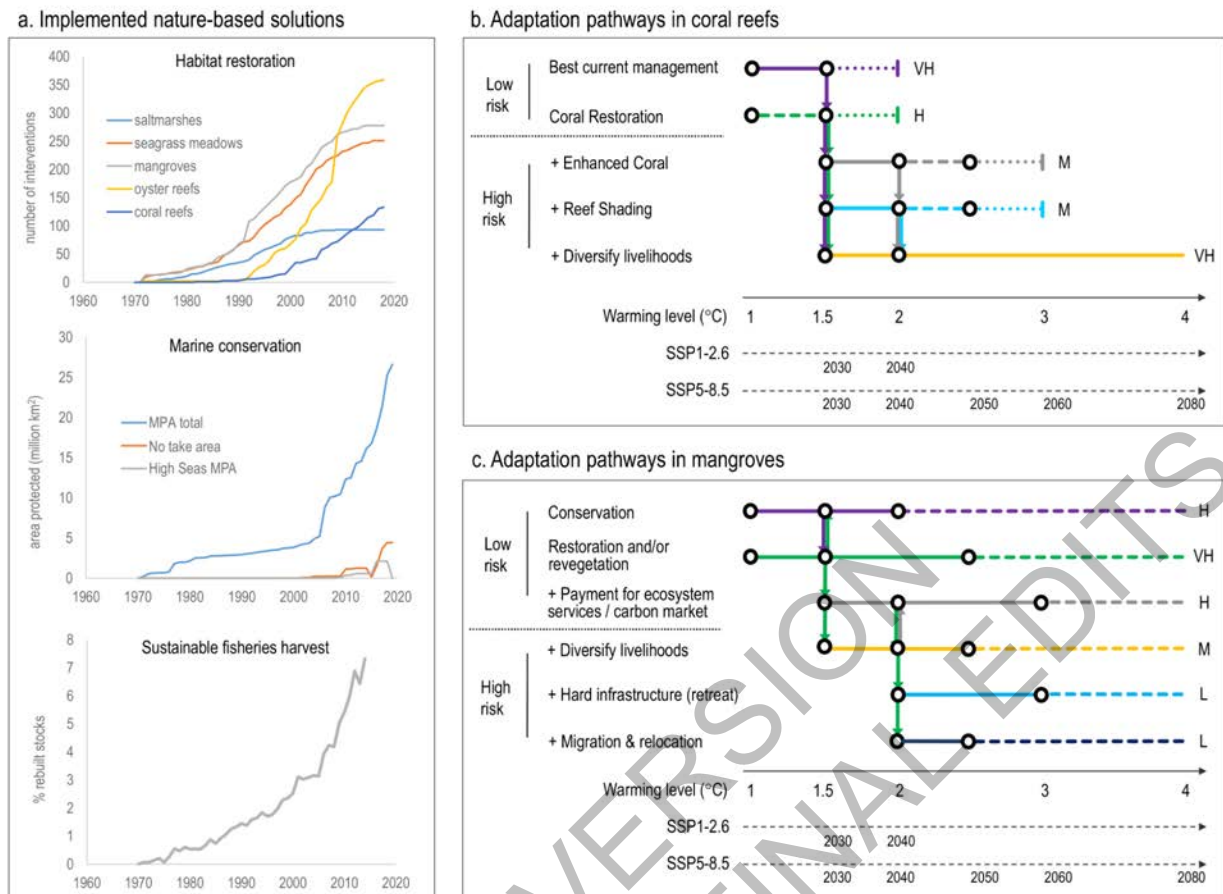 a. Implemented nature-based solutions
Habitat restoration
number of interventions
400
350
300
250
200
150
100
50
0
saltmarshes
seagrass meadows
mangroves
oyster reefs
coral reefs
1960 1970 1980 1990 2000 2010 2020
Marine conservation
area protected (million km²)
30
25
20
15
10
5
0
MPA total
No take area
High Seas MPA
1960 1970 1980 1990 2000 2010 2020
Sustainable fisheries harvest
% rebuilt stocks
8
7
6
5
4
3
2
1
0
1960 1970 1980 1990 2000 2010 2020
b. Adaptation pathways in coral reefs
Low
risk
Best current management VH
Coral Restoration H
High
risk
+ Enhanced Coral M
+ Reef Shading M
+ Diversify livelihoods VH
Warming level (°C) 1 1.5 2 3 4
SSP1-2.6
2030 2040
SSP5-8.5
2030 2040 2050 2060 2080
c. Adaptation pathways in mangroves
Low
risk
Conservation H
Restoration and/or
revegetation VH
+ Payment for ecosystem
services / carbon market H
High
risk
+ Diversify livelihoods M
+ Hard infrastructure (retreat) L
+ Migration & relocation L
Warming level (°C) 1 1.5 2 3 4
SSP1-2.6
2030 2040
SSP5-8.5
2030 2040 2050 2060 2080
VERSION
FINAL EDITS